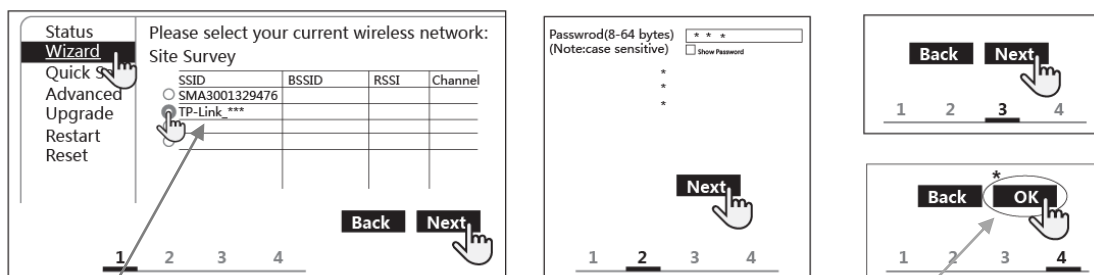 Status
Wizard
Quick S
Advanced
Upgrade
Restart
Reset
Please select your current wireless network:
Site Survey
SSID BSSID RSSI Channel
SMA3001329476
TP-Link_***
Back Next
1 2 3 4
Passwrod(8-64 bytes) * * *
(Note:case sensitive) Show Password
*
*
*
Next
1 2 3 4
Back Next
1 2 3 4
*
Back OK
1 2 3 4